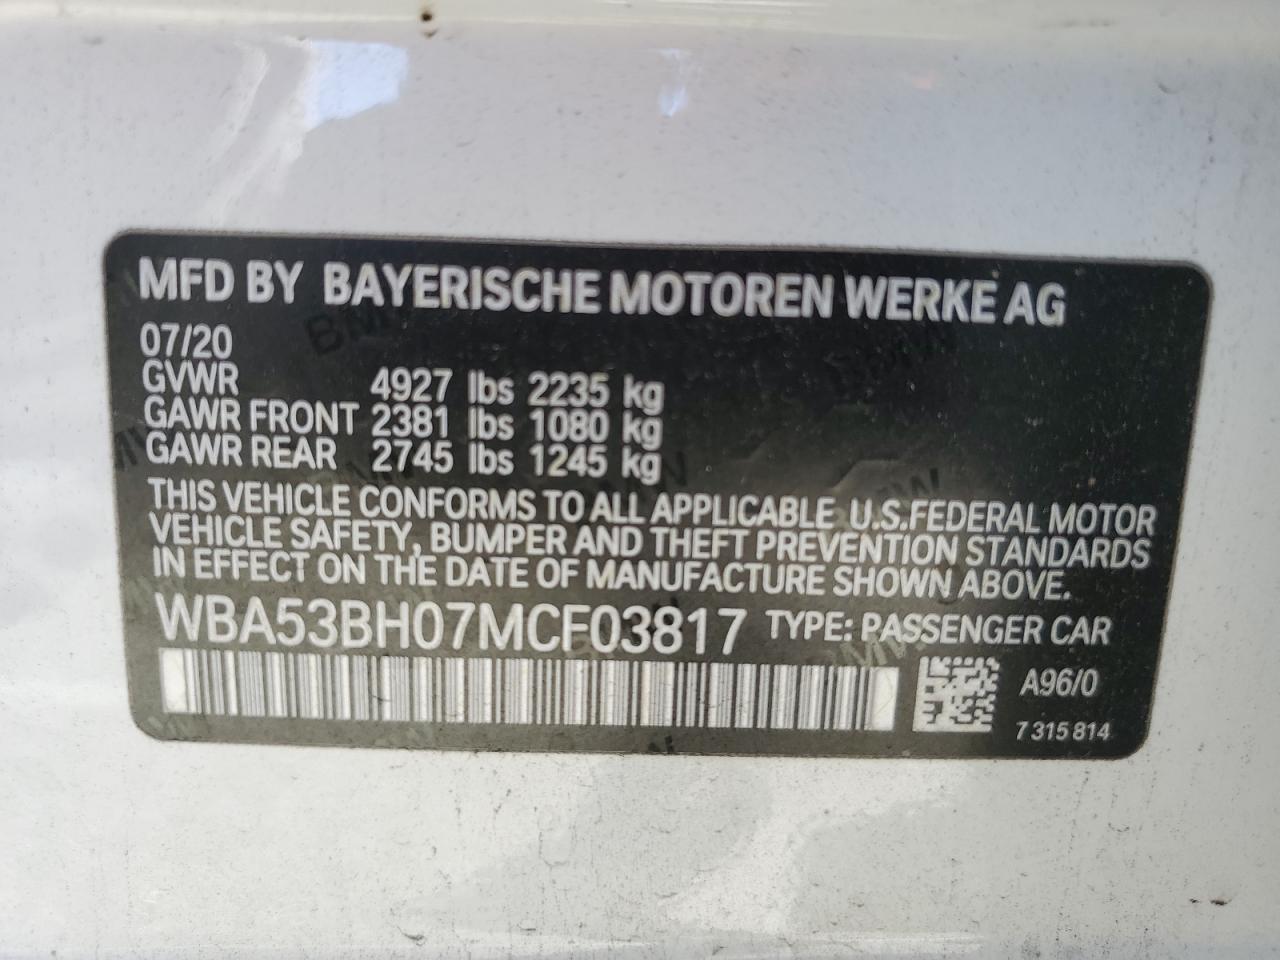 MFD BY BAYERISCHE MOTOREN WERKE AG
07/20
GVWR 4927 lbs 2235 kg
GAWR FRONT 2381 lbs 1080 kg
GAWR REAR 2745 lbs 1245 kg
THIS VEHICLE CONFORMS TO ALL APPLICABLE U.S.FEDERAL MOTOR
VEHICLE SAFETY, BUMPER AND THEFT PREVENTION STANDARDS
IN EFFECT ON THE DATE OF MANUFACTURE SHOWN ABOVE.
WBA53BH07MCF03817 TYPE: PASSENGER CAR
A96/0
7 315 814